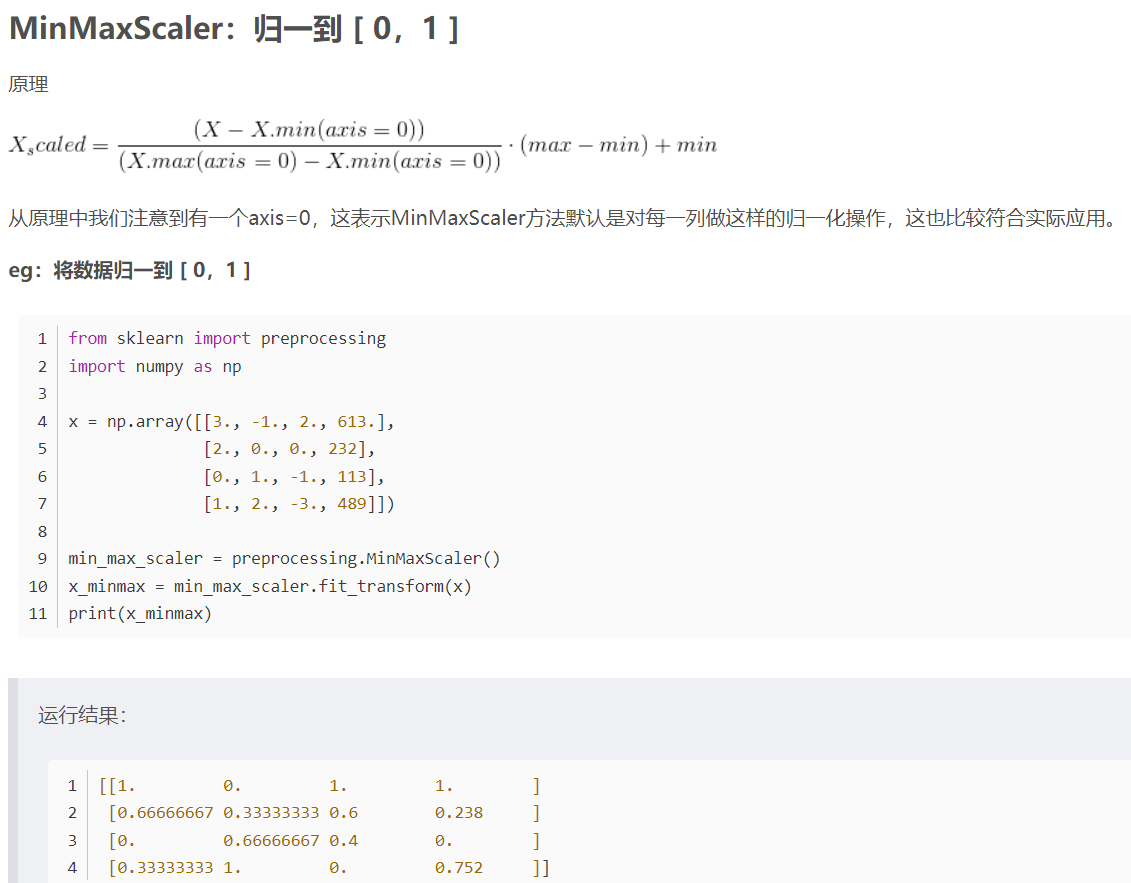 MinMaxScaler：归一到 [ 0，1 ]
原理
X_scaled = (X − X.min(axis = 0)) / (X.max(axis = 0) − X.min(axis = 0)) · (max − min) + min
从原理中我们注意到有一个axis=0，这表示MinMaxScaler方法默认是对每一列做这样的归一化操作，这也比较符合实际应用。
eg：将数据归一到 [ 0，1 ]
1 from sklearn import preprocessing
2 import numpy as np
3
4 x = np.array([[3., -1., 2., 613.],
5               [2., 0., 0., 232],
6               [0., 1., -1., 113],
7               [1., 2., -3., 489]])
8
9 min_max_scaler = preprocessing.MinMaxScaler()
10 x_minmax = min_max_scaler.fit_transform(x)
11 print(x_minmax)
运行结果：
1 [[1.         0.         1.         1.        ]
2  [0.66666667 0.33333333 0.6        0.238     ]
3  [0.         0.66666667 0.4        0.        ]
4  [0.33333333 1.         0.         0.752     ]]